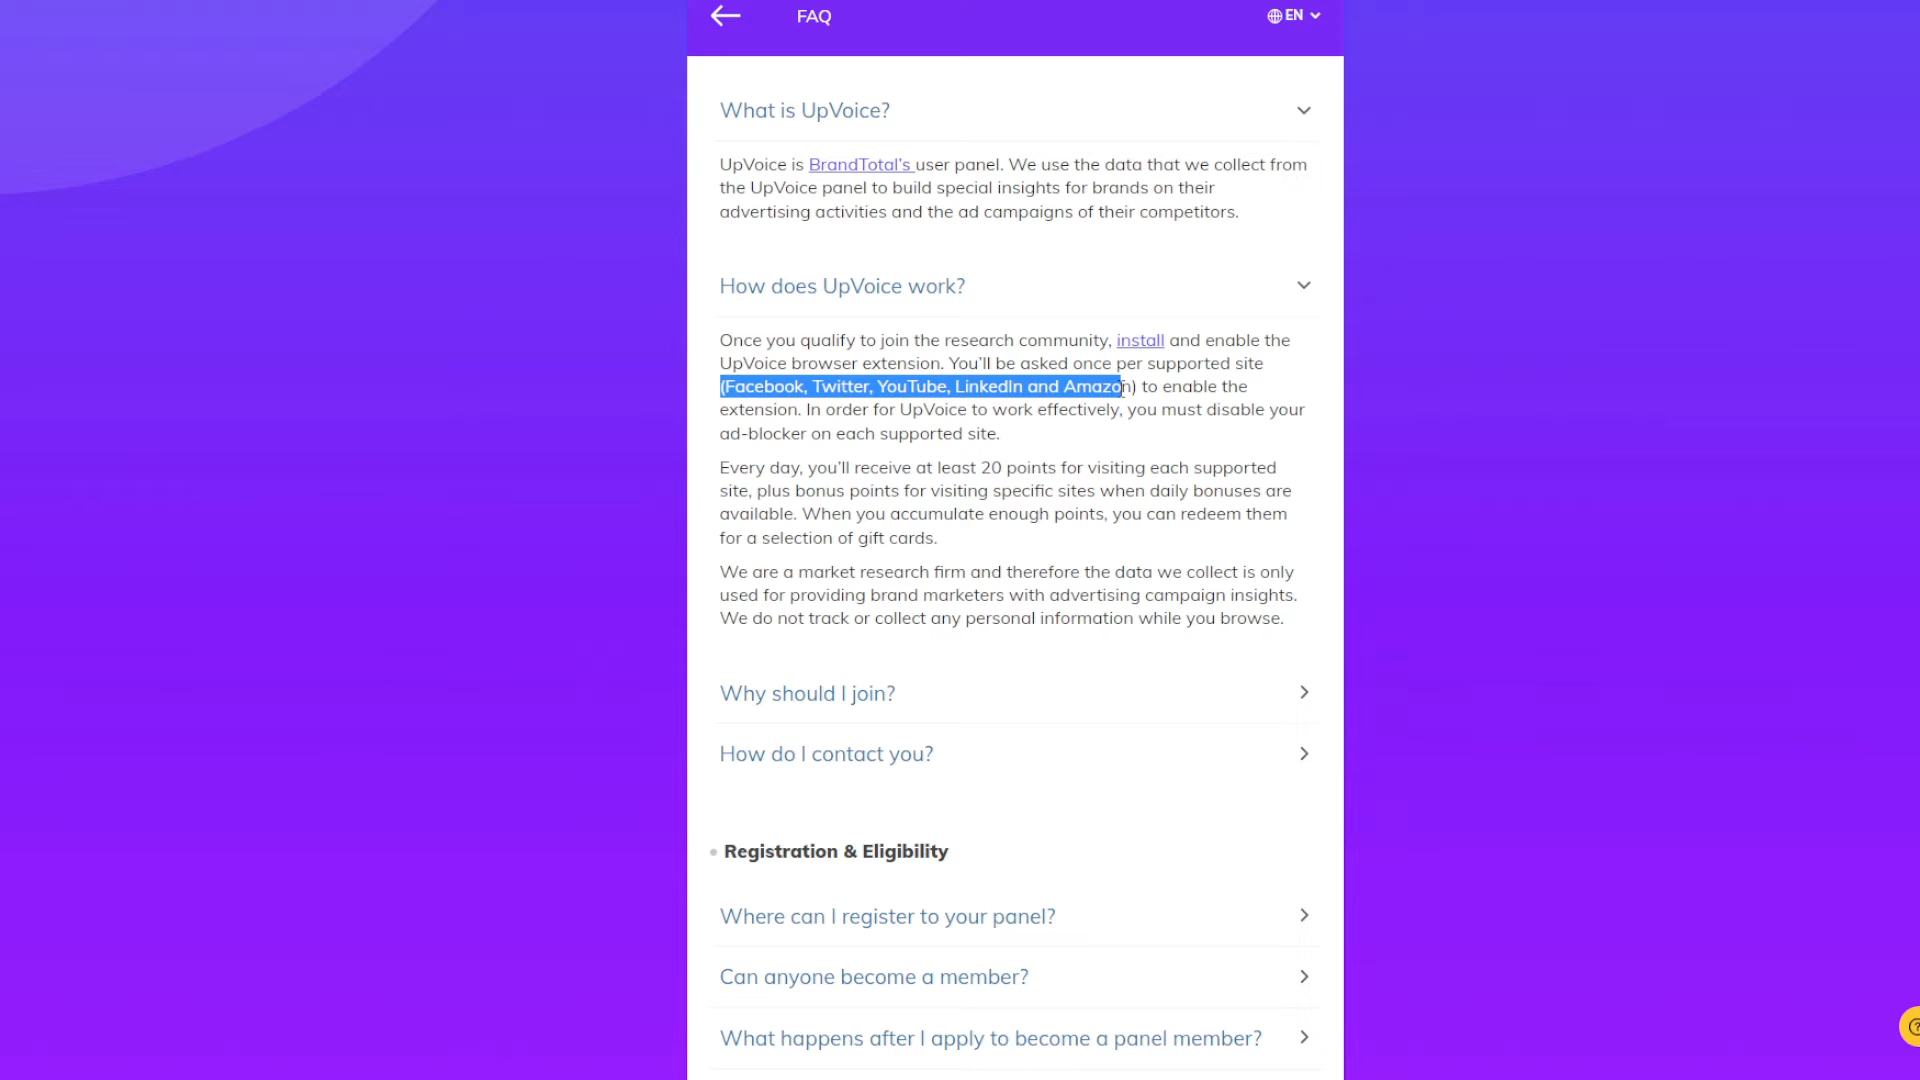 FAQ
EN
What is UpVoice?
UpVoice is BrandTotal's user panel. We use the data that we collect from
the UpVoice panel to build special insights for brands on their
advertising activities and the ad campaigns of their competitors.
How does UpVoice work?
Once you qualify to join the research community, install and enable the
UpVoice browser extension. You'll be asked once per supported site
(Facebook, Twitter, YouTube, LinkedIn and Amazon) to enable the
extension. In order for UpVoice to work effectively, you must disable your
ad-blocker on each supported site.
Every day, you'll receive at least 20 points for visiting each supported
site, plus bonus points for visiting specific sites when daily bonuses are
available. When you accumulate enough points, you can redeem them
for a selection of gift cards.
We are a market research firm and therefore the data we collect is only
used for providing brand marketers with advertising campaign insights.
We do not track or collect any personal information while you browse.
Why should I join?
How do I contact you?
Registration & Eligibility
Where can I register to your panel?
Can anyone become a member?
What happens after I apply to become a panel member?